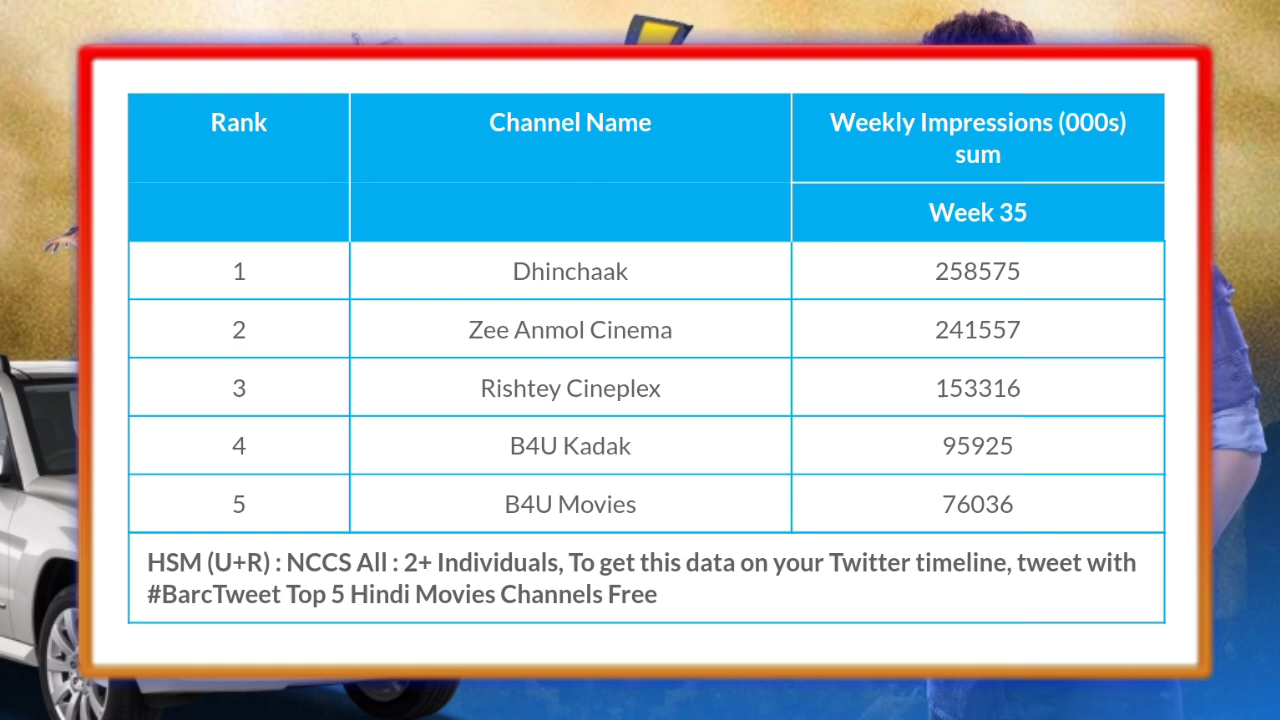 Rank Channel Name Weekly Impressions (000s)
sum
Week 35
1 Dhinchaak 258575
2 Zee Anmol Cinema 241557
3 Rishtey Cineplex 153316
4 B4U Kadak 95925
5 B4U Movies 76036
HSM (U+R) : NCCS All : 2+ Individuals, To get this data on your Twitter timeline, tweet with
#BarcTweet Top 5 Hindi Movies Channels Free